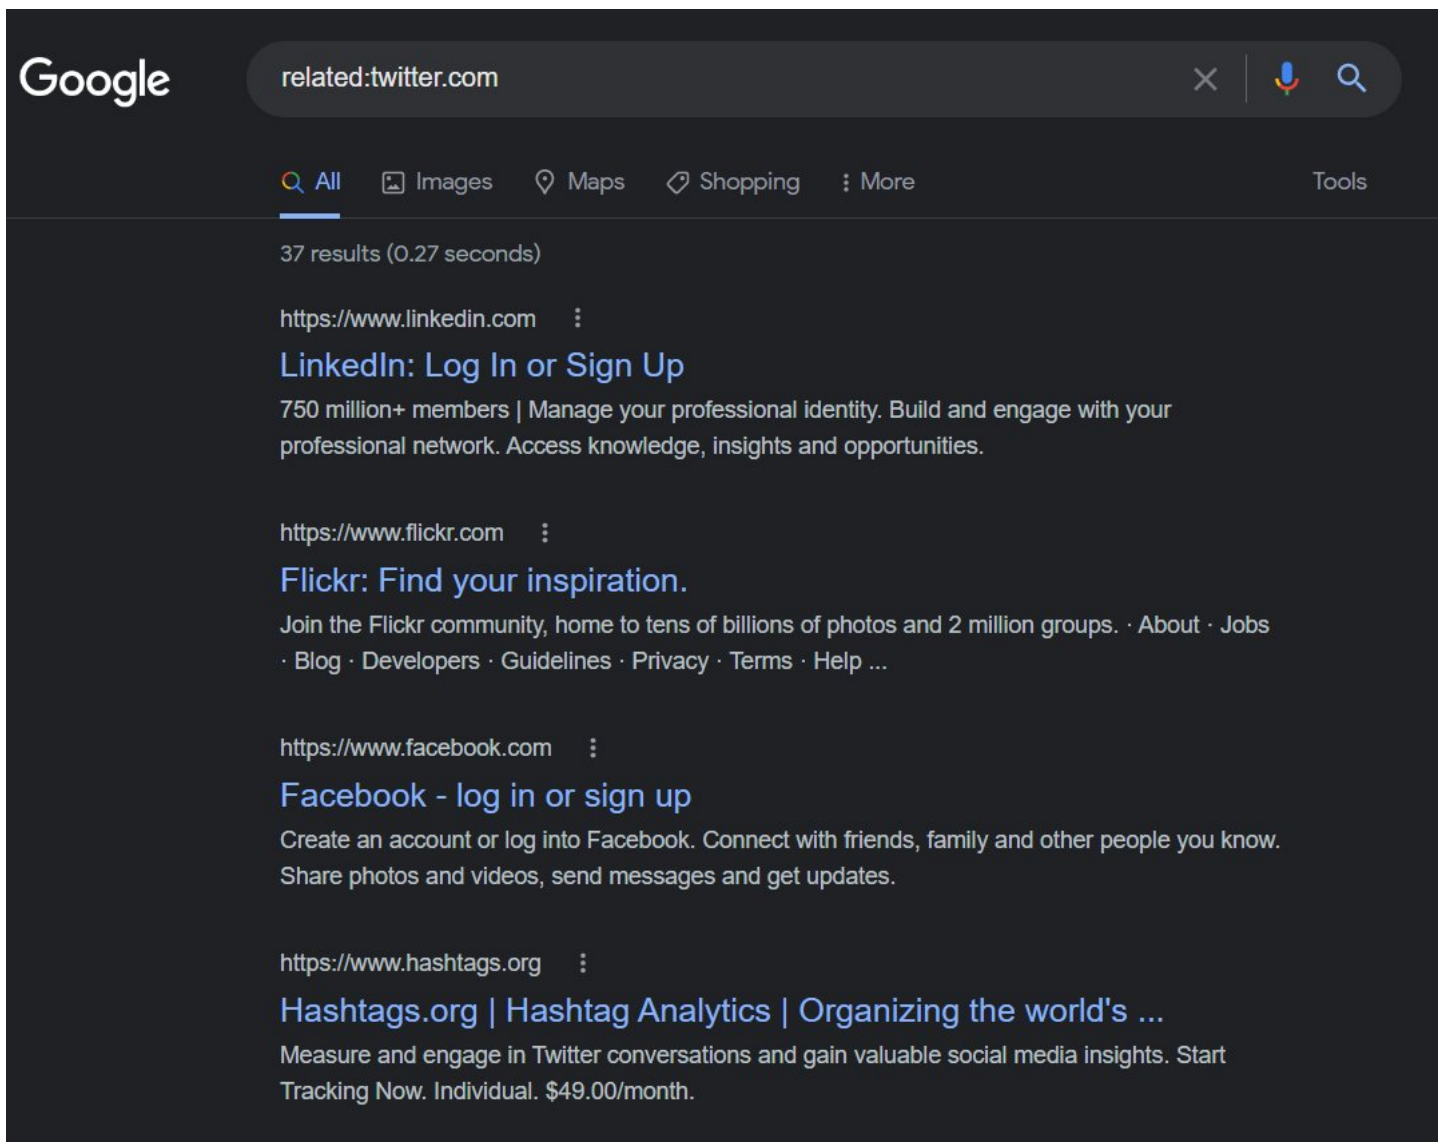 Google
related:twitter.com
All Images Maps Shopping More Tools
37 results (0.27 seconds)
https://www.linkedin.com
LinkedIn: Log In or Sign Up
750 million+ members | Manage your professional identity. Build and engage with your
professional network. Access knowledge, insights and opportunities.
https://www.flickr.com
Flickr: Find your inspiration.
Join the Flickr community, home to tens of billions of photos and 2 million groups. · About · Jobs
· Blog · Developers · Guidelines · Privacy · Terms · Help ...
https://www.facebook.com
Facebook - log in or sign up
Create an account or log into Facebook. Connect with friends, family and other people you know.
Share photos and videos, send messages and get updates.
https://www.hashtags.org
Hashtags.org | Hashtag Analytics | Organizing the world's ...
Measure and engage in Twitter conversations and gain valuable social media insights. Start
Tracking Now. Individual. $49.00/month.